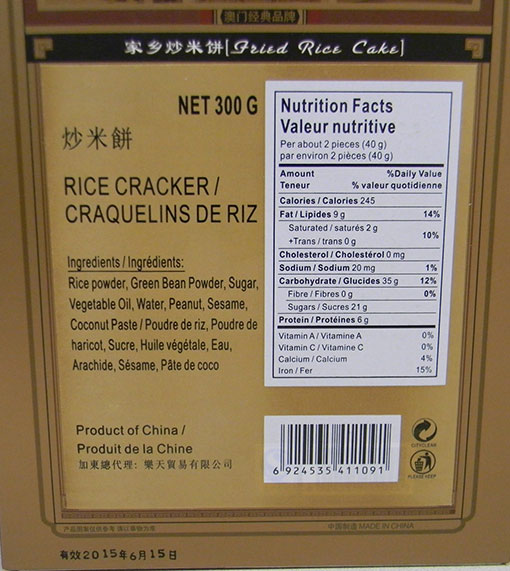 澳门经典品牌
家乡炒米饼[Fried Rice Cake]
NET 300 G
炒米餅
RICE CRACKER /
CRAQUELINS DE RIZ
Ingredients / Ingrédients:
Rice powder, Green Bean Powder, Sugar,
Vegetable Oil, Water, Peanut, Sesame,
Coconut Paste / Poudre de riz, Poudre de
haricot, Sucre, Huile végétale, Eau,
Arachide, Sésame, Pâte de coco
Product of China /
Produit de la Chine
加東總代理: 樂天貿易有限公司
Nutrition Facts
Valeur nutritive
Per about 2 pieces (40 g)
par environ 2 pièces (40 g)
Amount %Daily Value
Teneur % valeur quotidienne
Calories / Calories 245
Fat / Lipides 9 g 14%
Saturated / saturés 2 g
+Trans / trans 0 g 10%
Cholesterol / Cholestérol 0 mg
Sodium / Sodium 20 mg 1%
Carbohydrate / Glucides 35 g 12%
Fibre / Fibres 0 g 0%
Sugars / Sucres 21 g
Protein / Protéines 6 g
Vitamin A / Vitamine A 0%
Vitamin C / Vitamine C 0%
Calcium / Calcium 4%
Iron / Fer 15%
6 924535 411091
PLEASE KEEP
中国制造 MADE IN CHINA
有效2015年6月15日